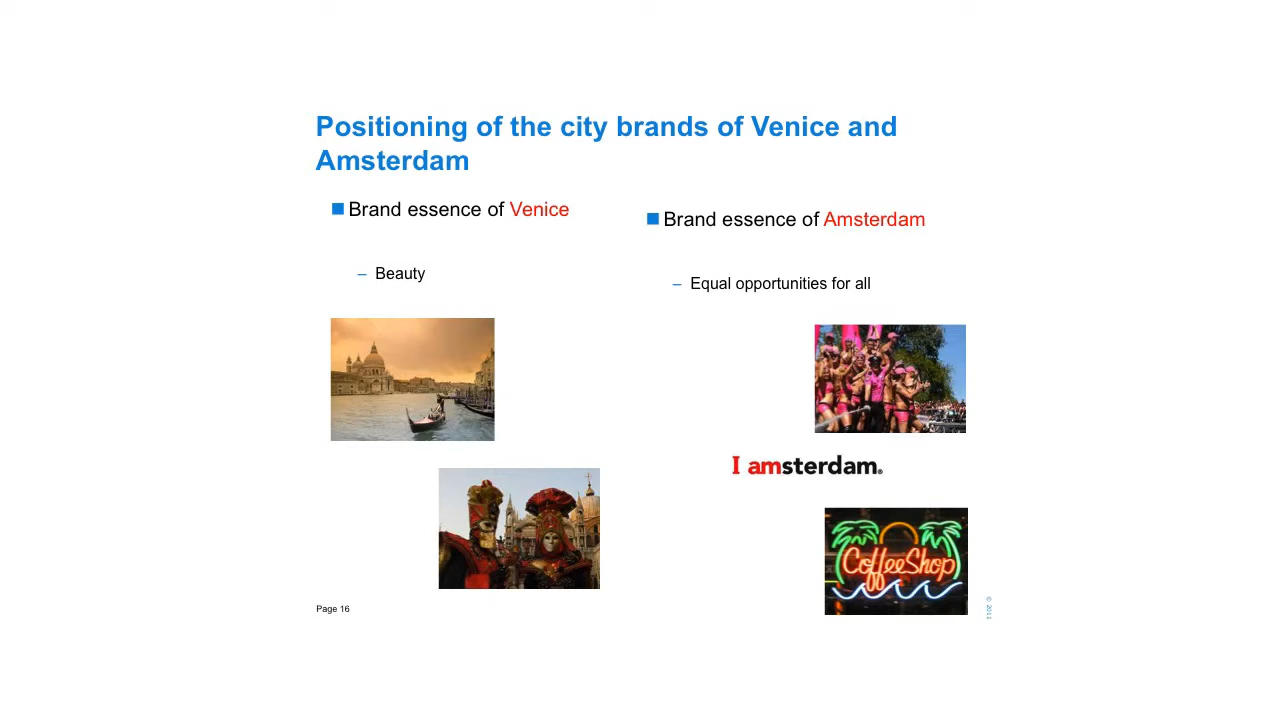 Positioning of the city brands of Venice and
Amsterdam
Brand essence of Venice
– Beauty
Brand essence of Amsterdam
– Equal opportunities for all
I amsterdam®
CoffeeShop
Page 16
© 2011